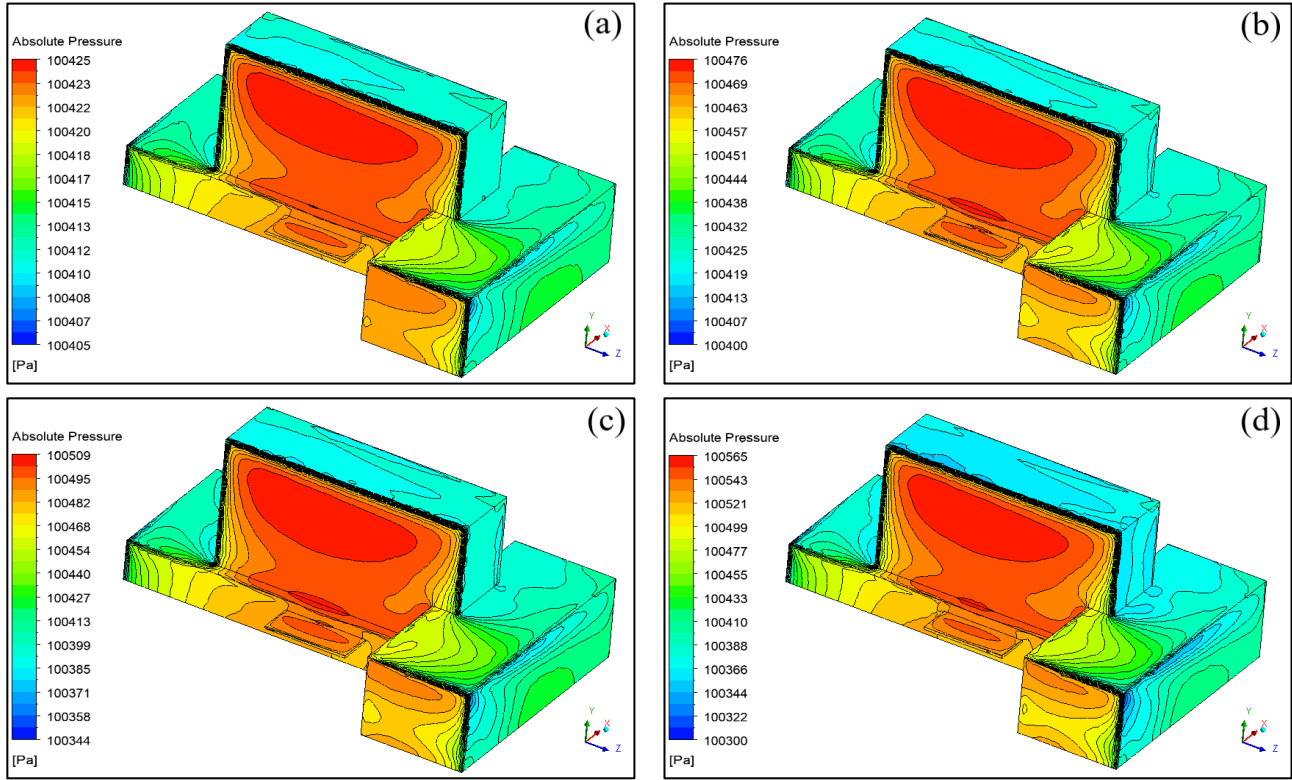 (a)
Absolute Pressure
100425
100423
100422
100420
100418
100417
100415
100413
100412
100410
100408
100407
100405
[Pa]
Y
X
Z
(b)
Absolute Pressure
100476
100469
100463
100457
100451
100444
100438
100432
100425
100419
100413
100407
100400
[Pa]
Y
X
Z
(c)
Absolute Pressure
100509
100495
100482
100468
100454
100440
100427
100413
100399
100385
100371
100358
100344
[Pa]
Y
X
Z
(d)
Absolute Pressure
100565
100543
100521
100499
100477
100455
100433
100410
100388
100366
100344
100322
100300
[Pa]
Y
X
Z